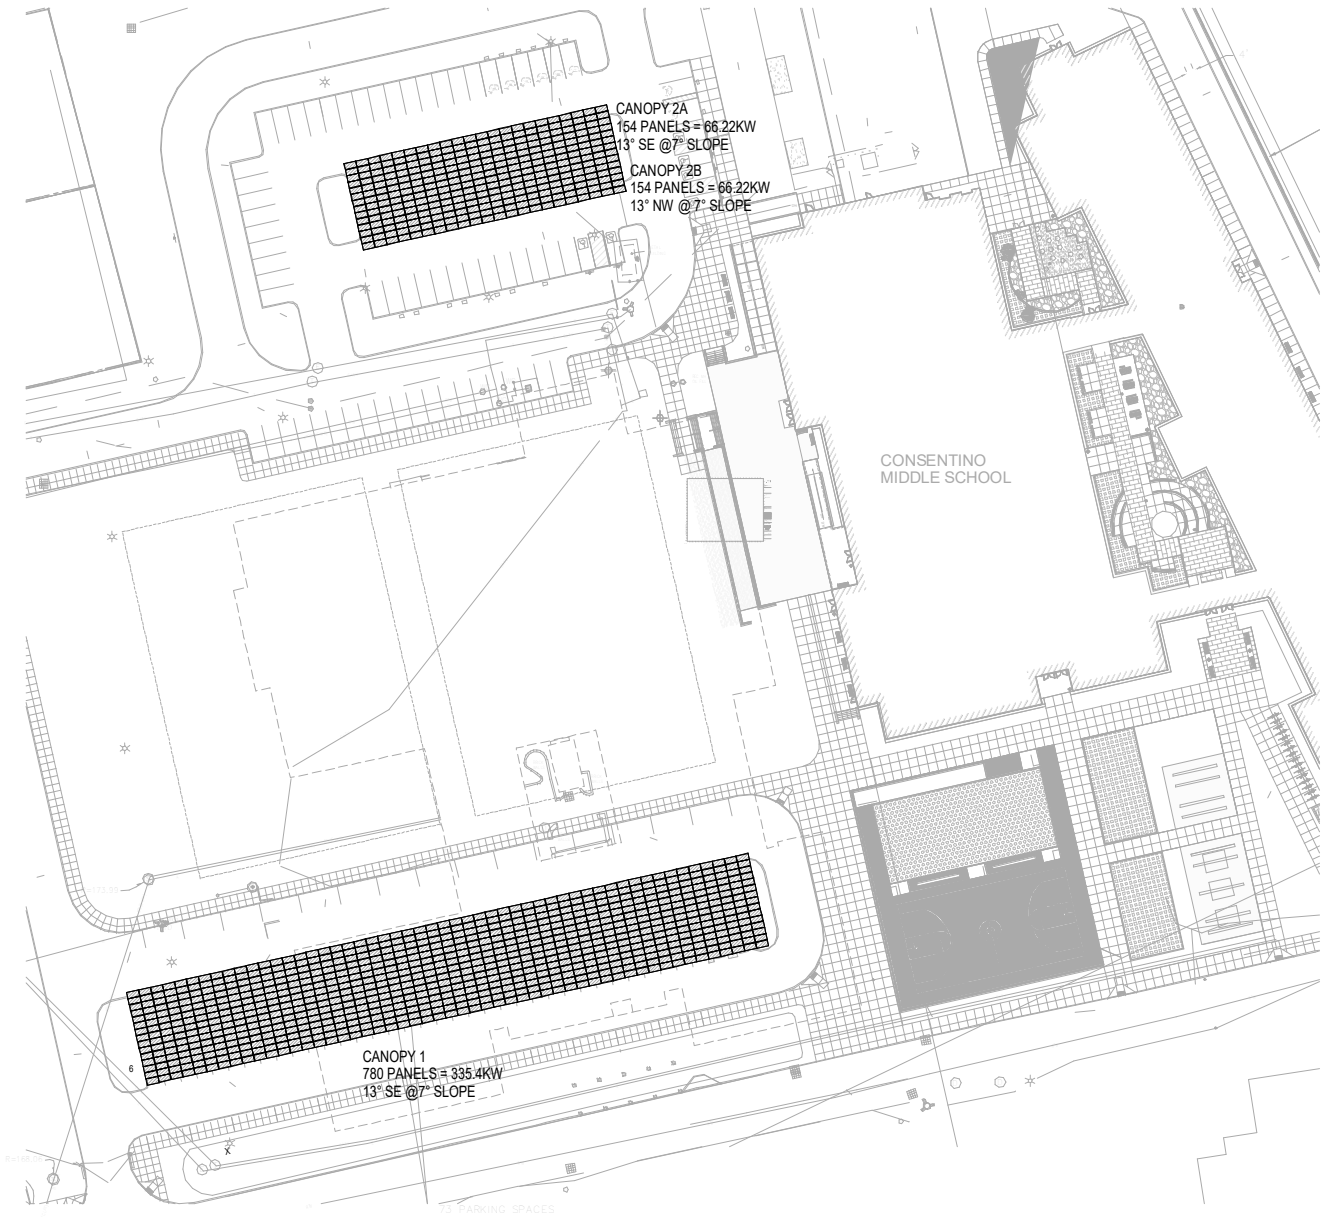 CANOPY 2A
154 PANELS = 66.22KW
13° SE @7° SLOPE
CANOPY 2B
154 PANELS = 66.22KW
13° NW @ 7° SLOPE
CONSENTINO
MIDDLE SCHOOL
6
CANOPY 1
780 PANELS = 335.4KW
13° SE @7° SLOPE
X
73 PARKING SPACES